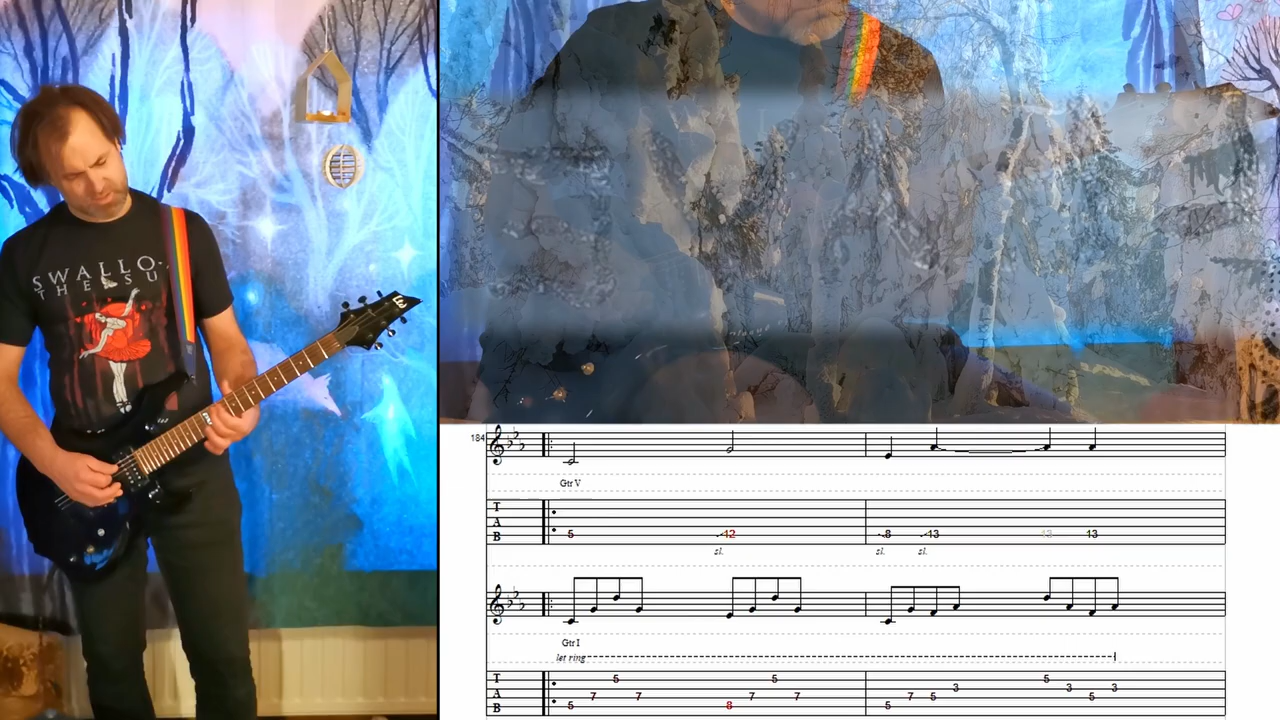 SWALLO
THE SU
E
184
Gtr V
T
A
B
5 12 8 13 13 13
sl. sl. sl.
Gtr I
let ring
T
A
B
5 7 5 7 8 7 5 7 5 7 5 3 5 3 5 3